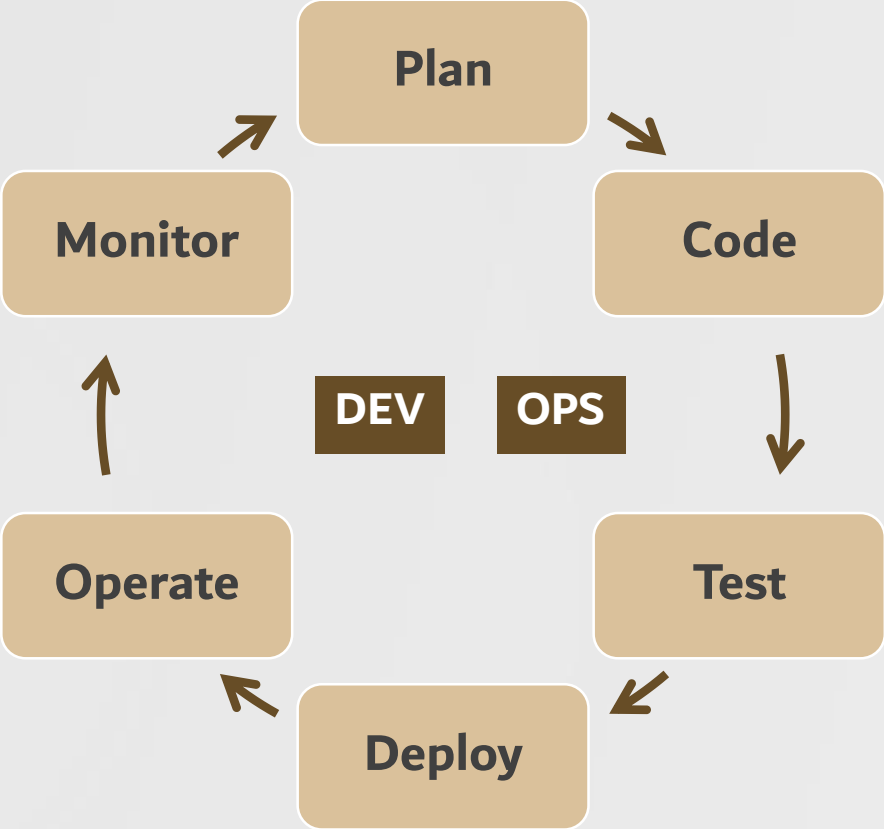 Plan
Monitor
Code
DEV
OPS
Operate
Test
Deploy